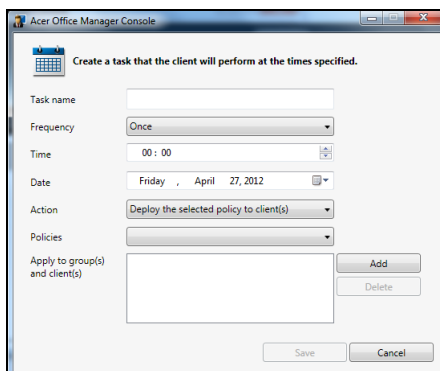 Acer Office Manager Console
Create a task that the client will perform at the times specified.
Task name
Frequency Once
Time 00 : 00
Date Friday , April 27, 2012
Action Deploy the selected policy to client(s)
Policies
Apply to group(s) Add
and client(s) Delete
Save Cancel